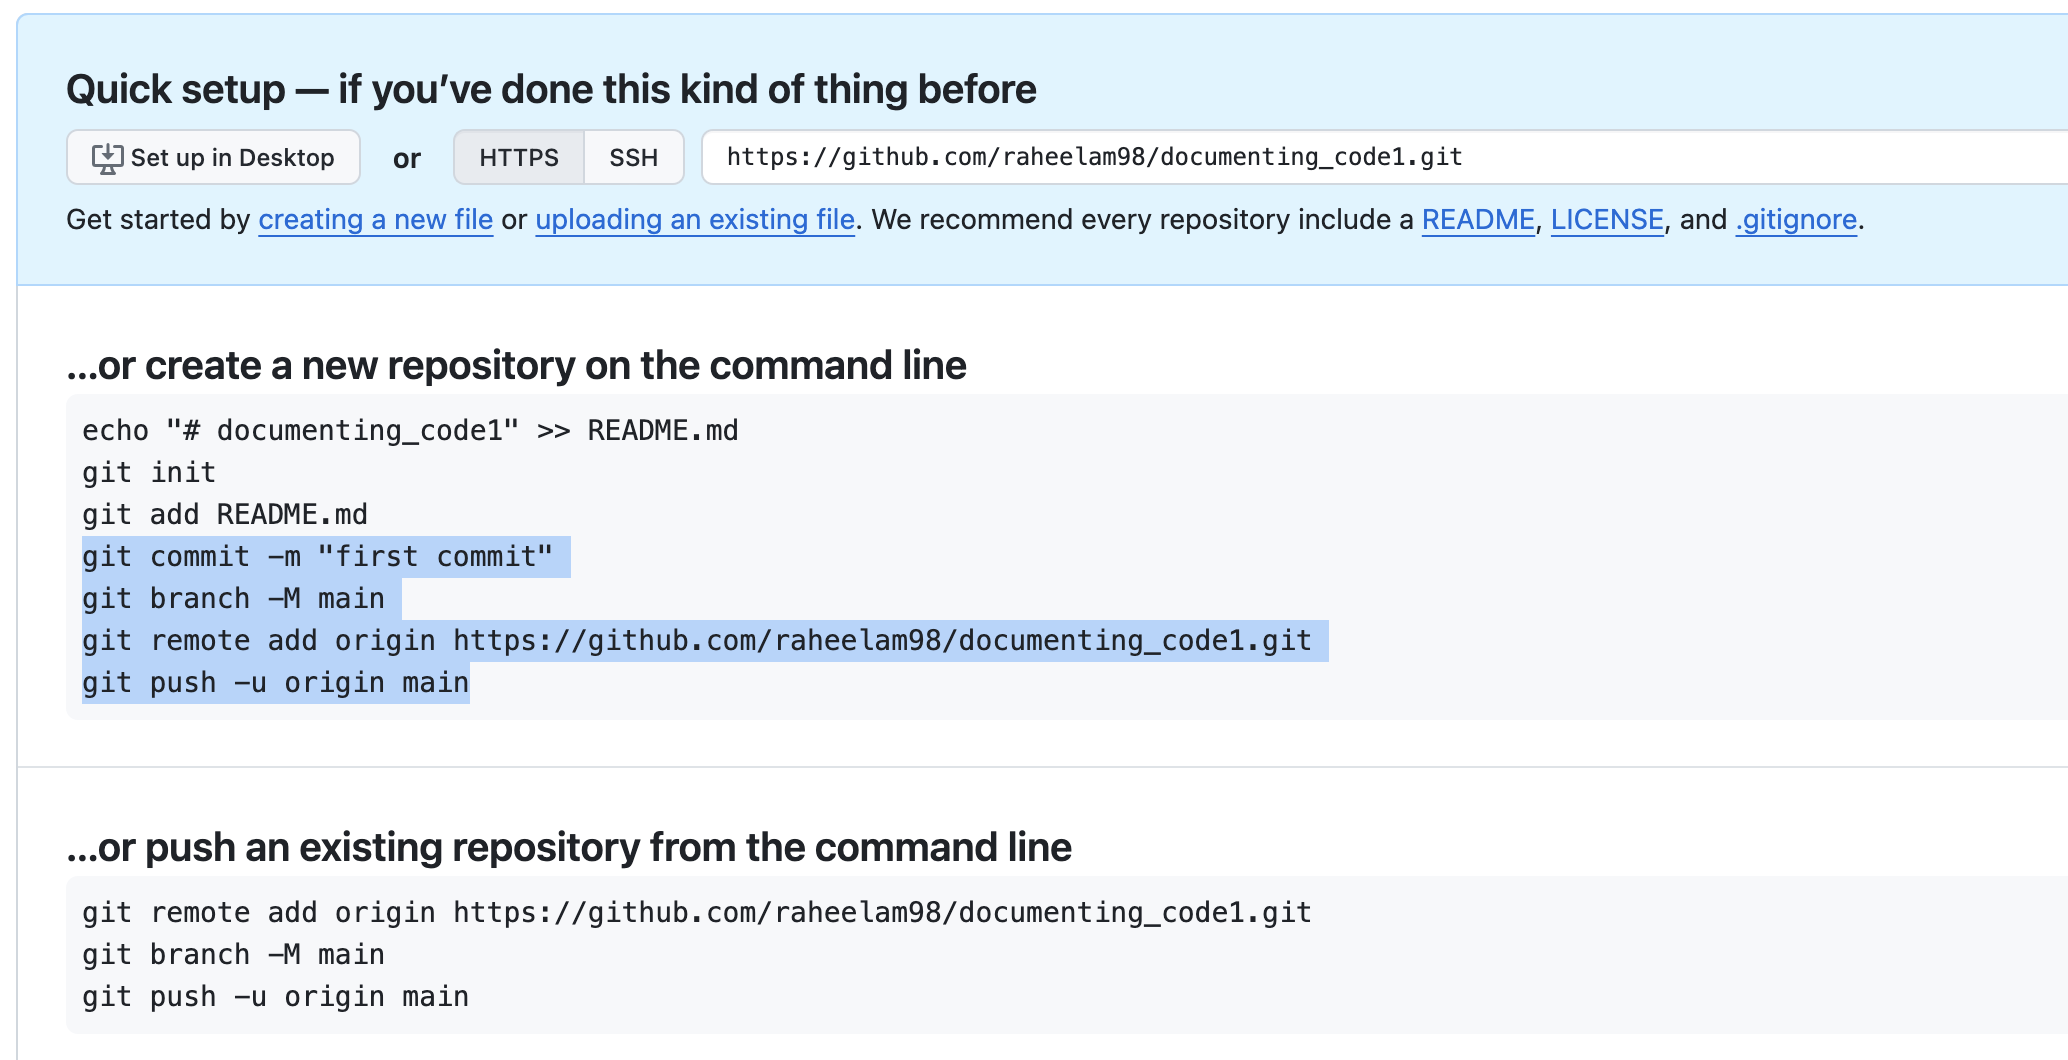 Quick setup — if you’ve done this kind of thing before
Set up in Desktop or HTTPS SSH https://github.com/raheelam98/documenting_code1.git
Get started by creating a new file or uploading an existing file. We recommend every repository include a README, LICENSE, and .gitignore.
…or create a new repository on the command line
echo "# documenting_code1" >> README.md
git init
git add README.md
git commit -m "first commit"
git branch -M main
git remote add origin https://github.com/raheelam98/documenting_code1.git
git push -u origin main
…or push an existing repository from the command line
git remote add origin https://github.com/raheelam98/documenting_code1.git
git branch -M main
git push -u origin main